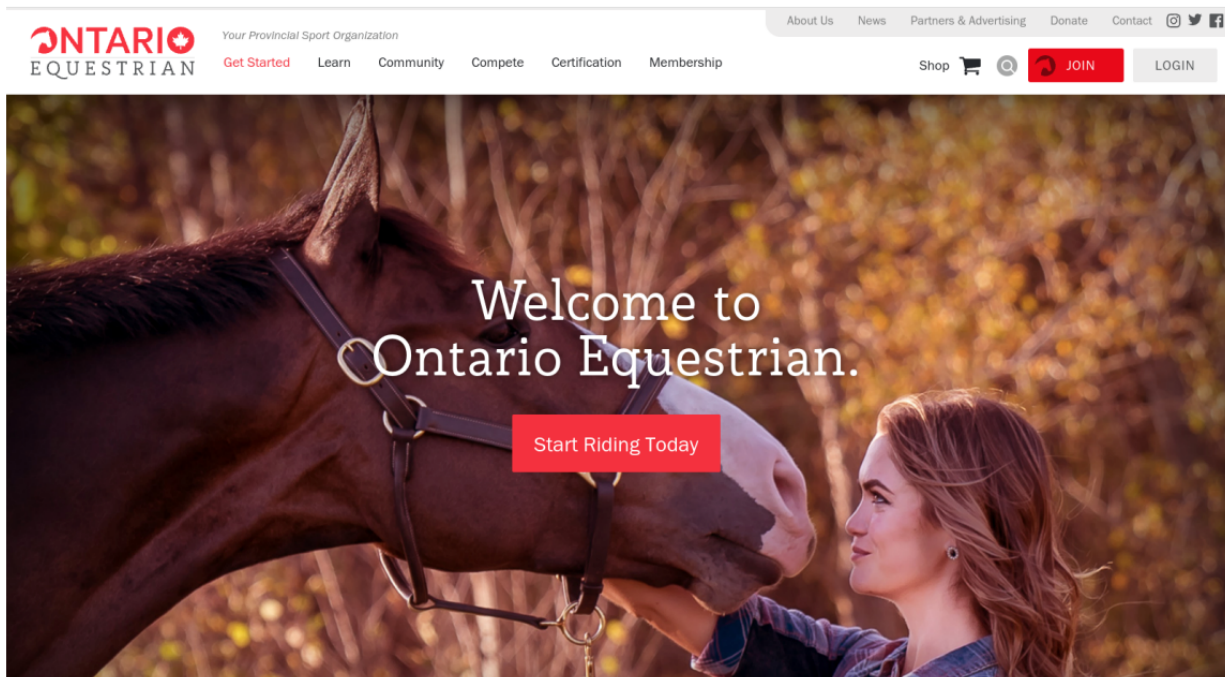 About Us News Partners & Advertising Donate Contact
ONTARIO
EQUESTRIAN
Your Provincial Sport Organization
Get Started Learn Community Compete Certification Membership
Shop JOIN LOGIN
Welcome to
Ontario Equestrian.
Start Riding Today